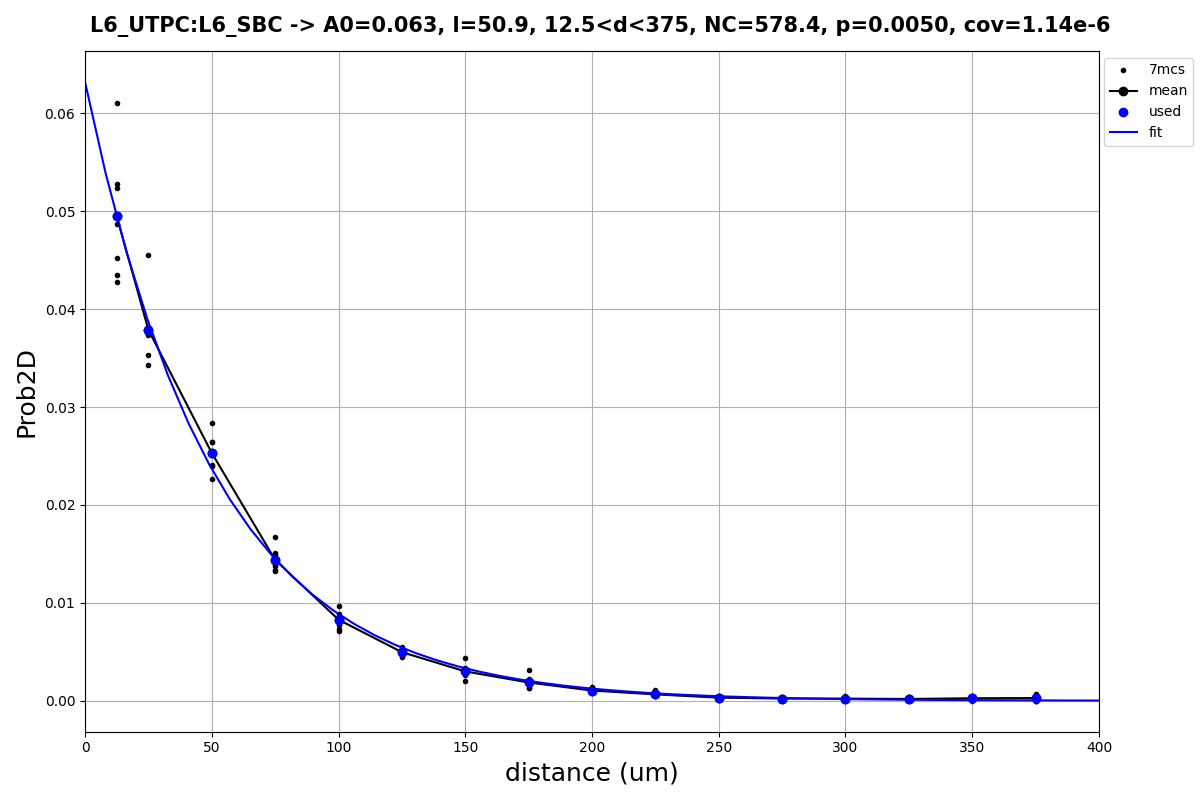 L6_UTPC:L6_SBC -> A0=0.063, l=50.9, 12.5<d<375, NC=578.4, p=0.0050, cov=1.14e-6
7mcs
mean
used
fit
Prob2D
0.06
0.05
0.04
0.03
0.02
0.01
0.00
0 50 100 150 200 250 300 350 400
distance (um)